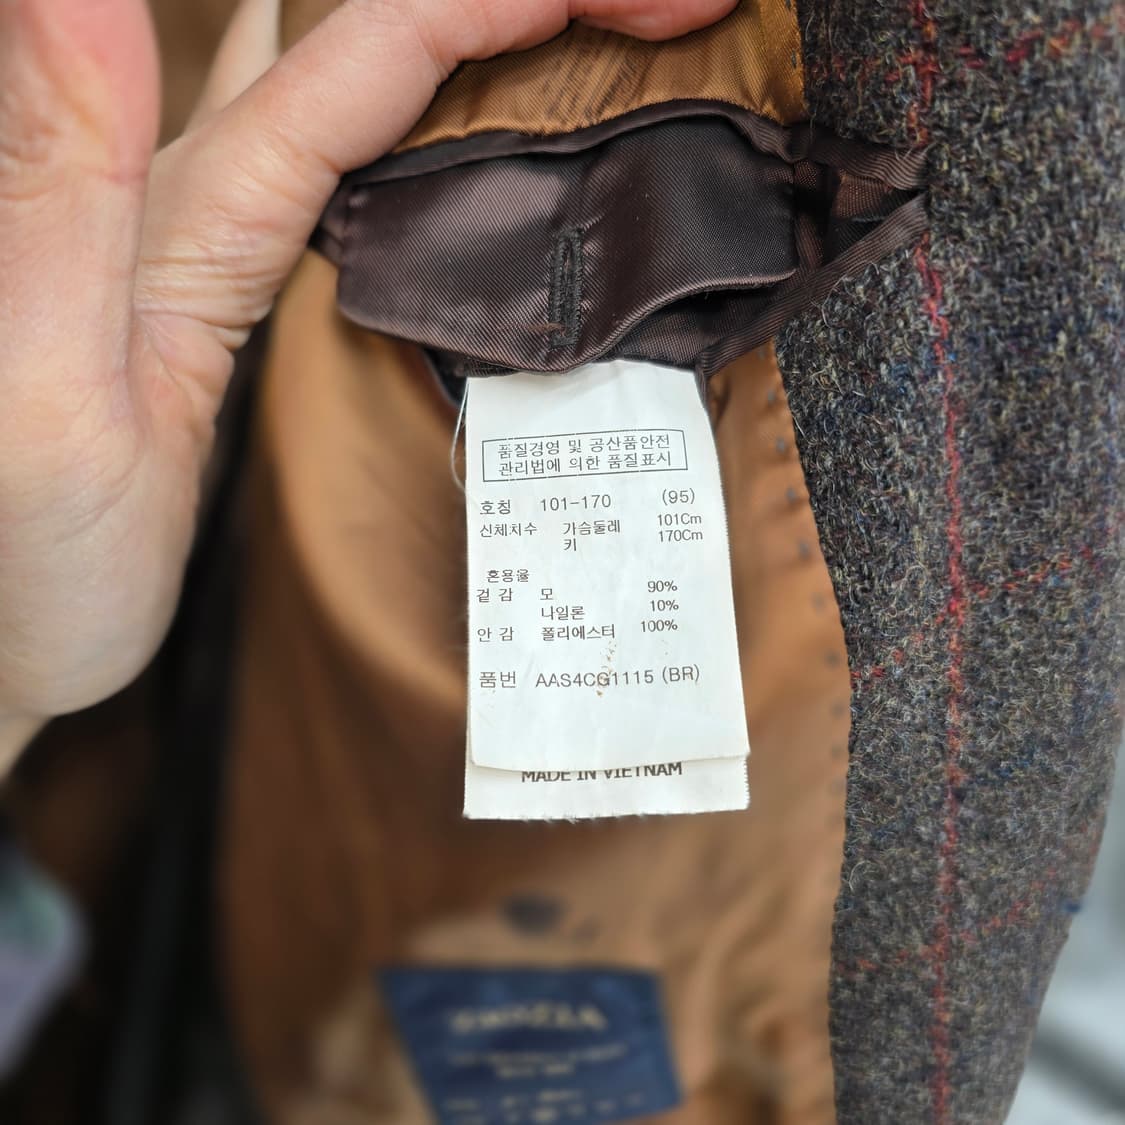 품질경영 및 공산품안전
관리법에 의한 품질표시
호칭 101-170 (95)
신체치수 가슴둘레 101Cm
키 170Cm
혼용율
겉감 모 90%
나일론 10%
안감 폴리에스터 100%
품번 AAS4CG1115 (BR)
MADE IN VIETNAM